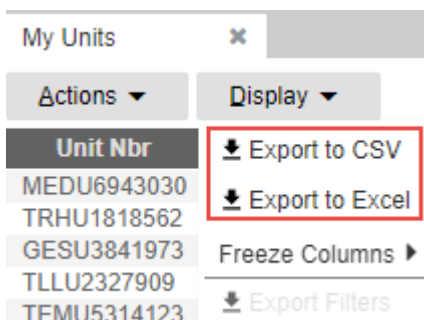 My Units ×
Actions Display
Unit Nbr
MEDU6943030
TRHU1818562
GESU3841973
TLLU2327909
TEMU5314123
Export to CSV
Export to Excel
Freeze Columns
Export Filters